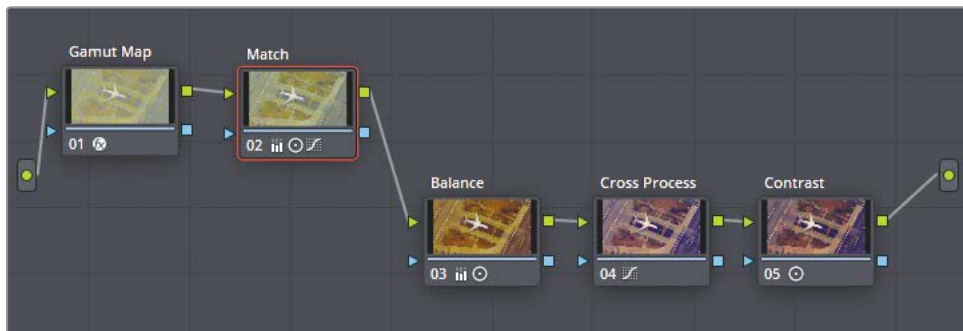 Gamut Map
Match
01
02
Balance
Cross Process
Contrast
03
04
05